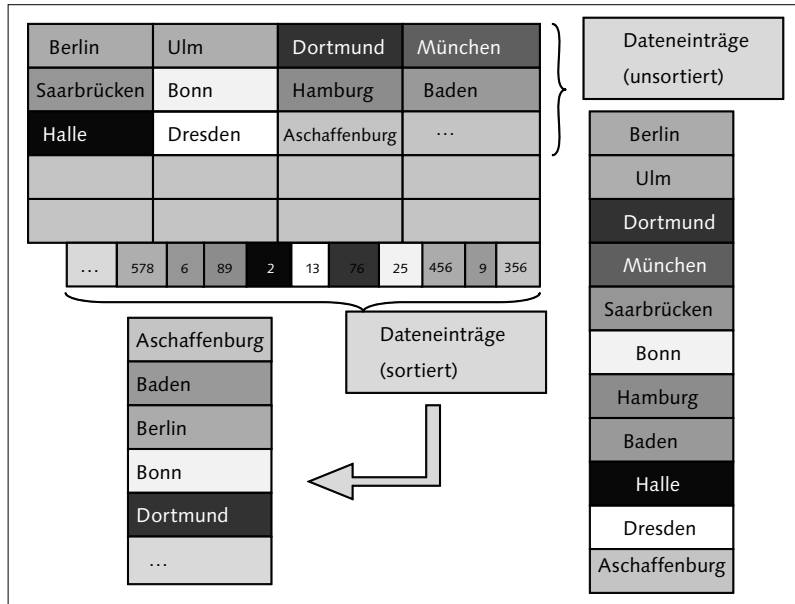 Berlin Ulm Dortmund München
Saarbrücken Bonn Hamburg Baden
Halle Dresden Aschaffenburg ...
... 578 6 89 2 13 76 25 456 9 356
Dateneinträge
(unsortiert)
Dateneinträge
(sortiert)
Aschaffenburg
Baden
Berlin
Bonn
Dortmund
...
Berlin
Ulm
Dortmund
München
Saarbrücken
Bonn
Hamburg
Baden
Halle
Dresden
Aschaffenburg